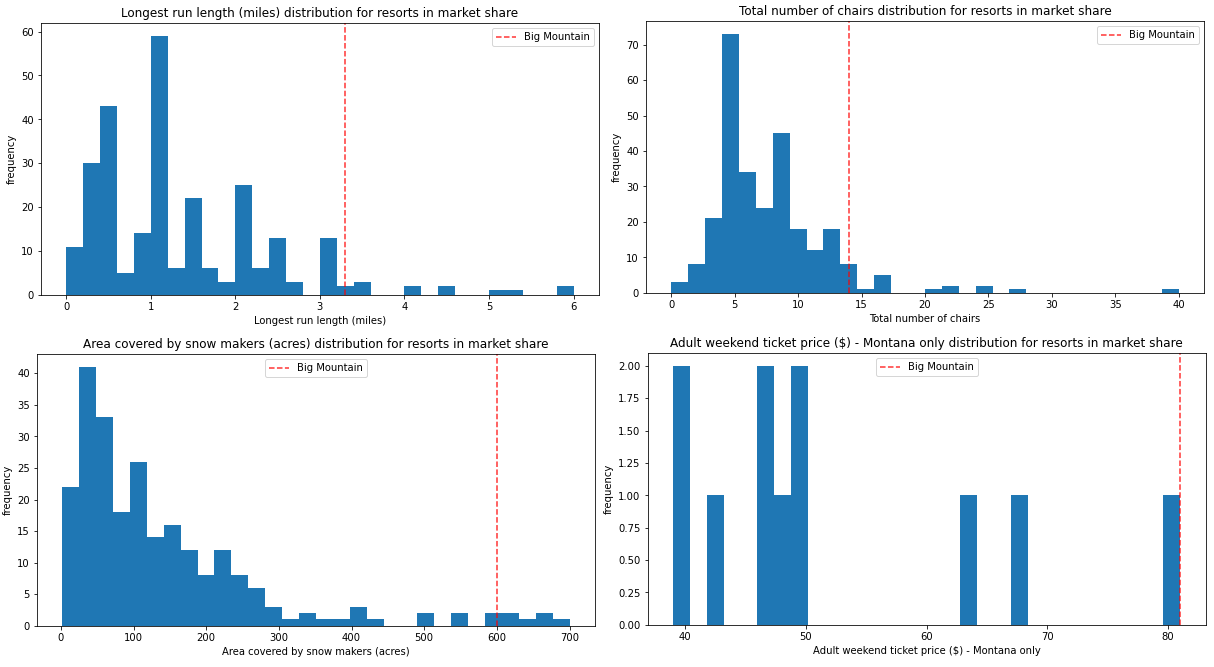 Longest run length (miles) distribution for resorts in market share
Big Mountain
frequency
60
50
40
30
20
10
0
0 1 2 3 4 5 6
Longest run length (miles)
Total number of chairs distribution for resorts in market share
Big Mountain
frequency
70
60
50
40
30
20
10
0
0 5 10 15 20 25 30 35 40
Total number of chairs
Area covered by snow makers (acres) distribution for resorts in market share
Big Mountain
frequency
40
35
30
25
20
15
10
5
0
0 100 200 300 400 500 600 700
Area covered by snow makers (acres)
Adult weekend ticket price ($) - Montana only distribution for resorts in market share
Big Mountain
frequency
2.00
1.75
1.50
1.25
1.00
0.75
0.50
0.25
0.00
40 50 60 70 80
Adult weekend ticket price ($) - Montana only